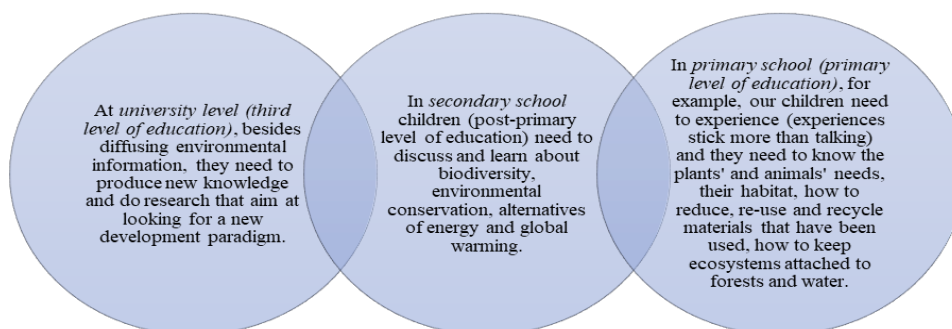 At university level (third
level of education), besides
diffusing environmental
information, they need to
produce new knowledge
and do research that aim at
looking for a new
development paradigm.
In secondary school
children (post-primary
level of education) need to
discuss and learn about
biodiversity,
environmental
conservation, alternatives
of energy and global
warming.
In primary school (primary
level of education), for
example, our children need
to experience (experiences
stick more than talking)
and they need to know the
plants' and animals' needs,
their habitat, how to
reduce, re-use and recycle
materials that have been
used, how to keep
ecosystems attached to
forests and water.